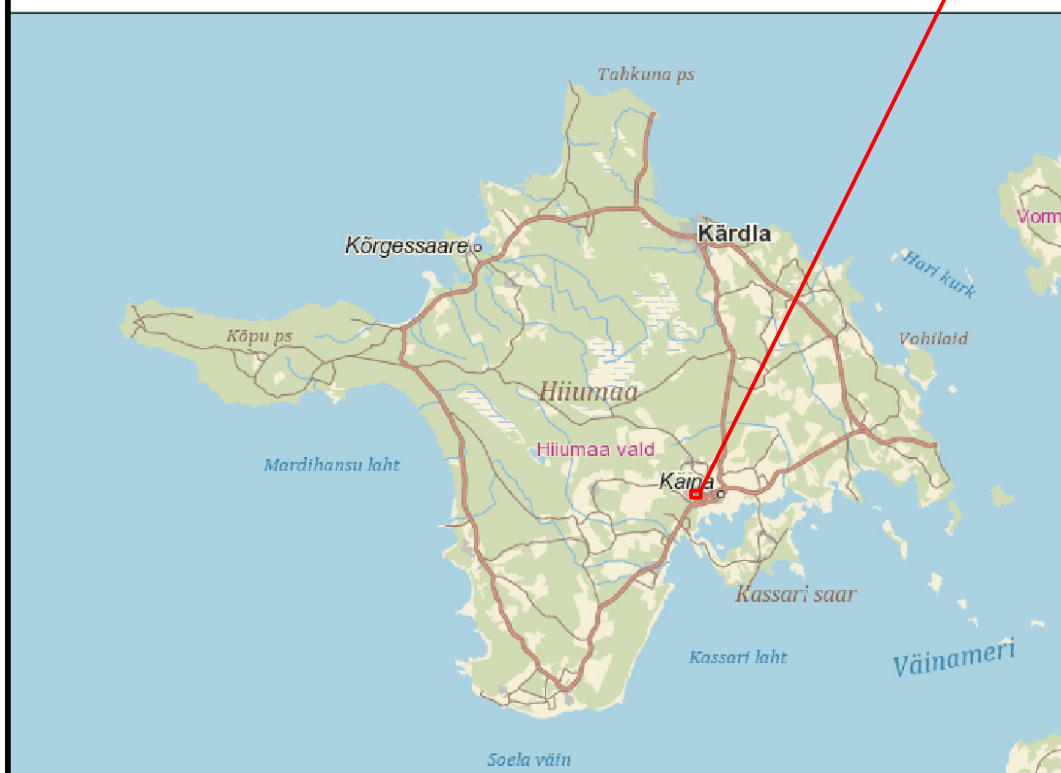 Tahkuna ps
Vorm
Kärdla
Kõrgessaare
Hari kurk
Kõpu ps
Vohilaid
Hiiumaa
Hiiumaa vald
Mardihansu laht
Käina
Kassari saar
Väinameri
Kassari laht
Soela väin